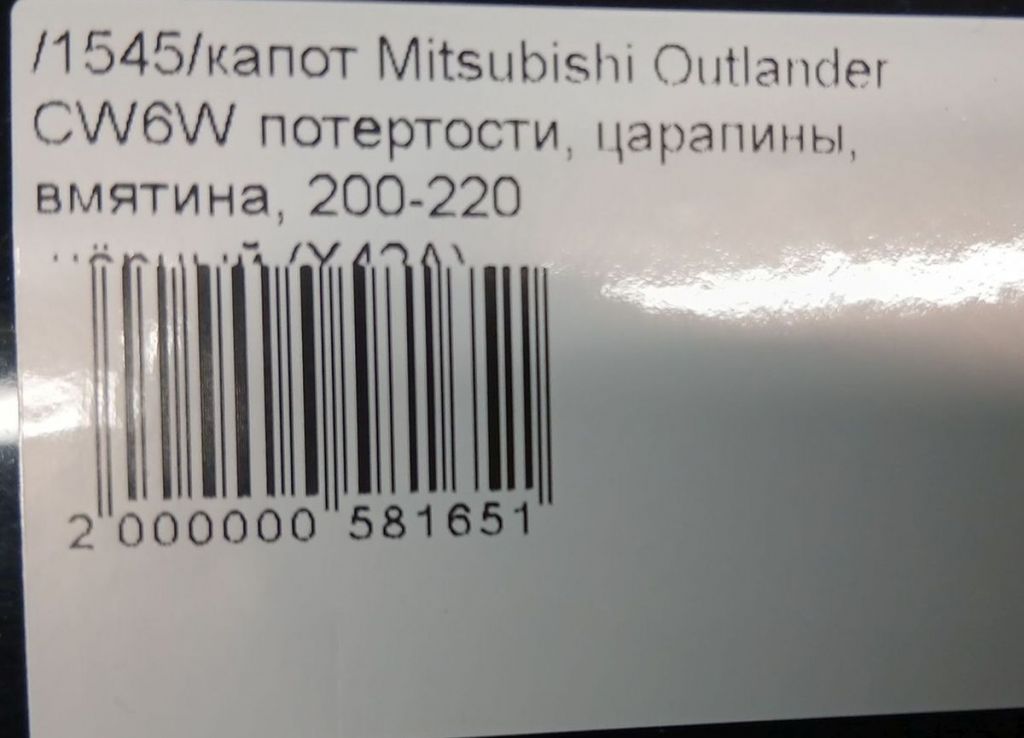 /1545/капот Mitsubishi Outlander
CW6W потертости, царапины,
вмятина, 200-220
2 000000 581651